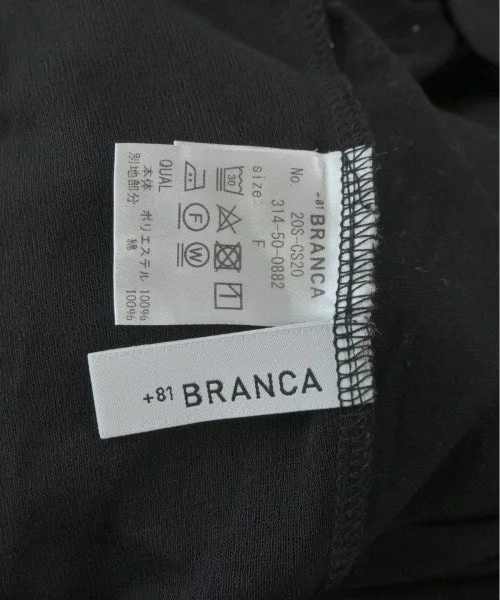 +81 BRANCA
No 20S-CS20
314-50-0882
size: F
30
F
W
QUAL
本体 ポリエステル 100%
別地部分 綿 100%
+81 BRANCA